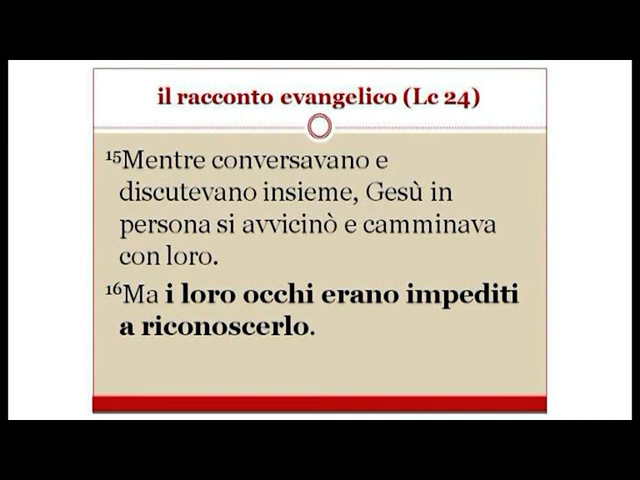 il racconto evangelico (Lc 24)
¹⁵Mentre conversavano e
discutevano insieme, Gesù in
persona si avvicinò e camminava
con loro.
¹⁶Ma i loro occhi erano impediti
a riconoscerlo.